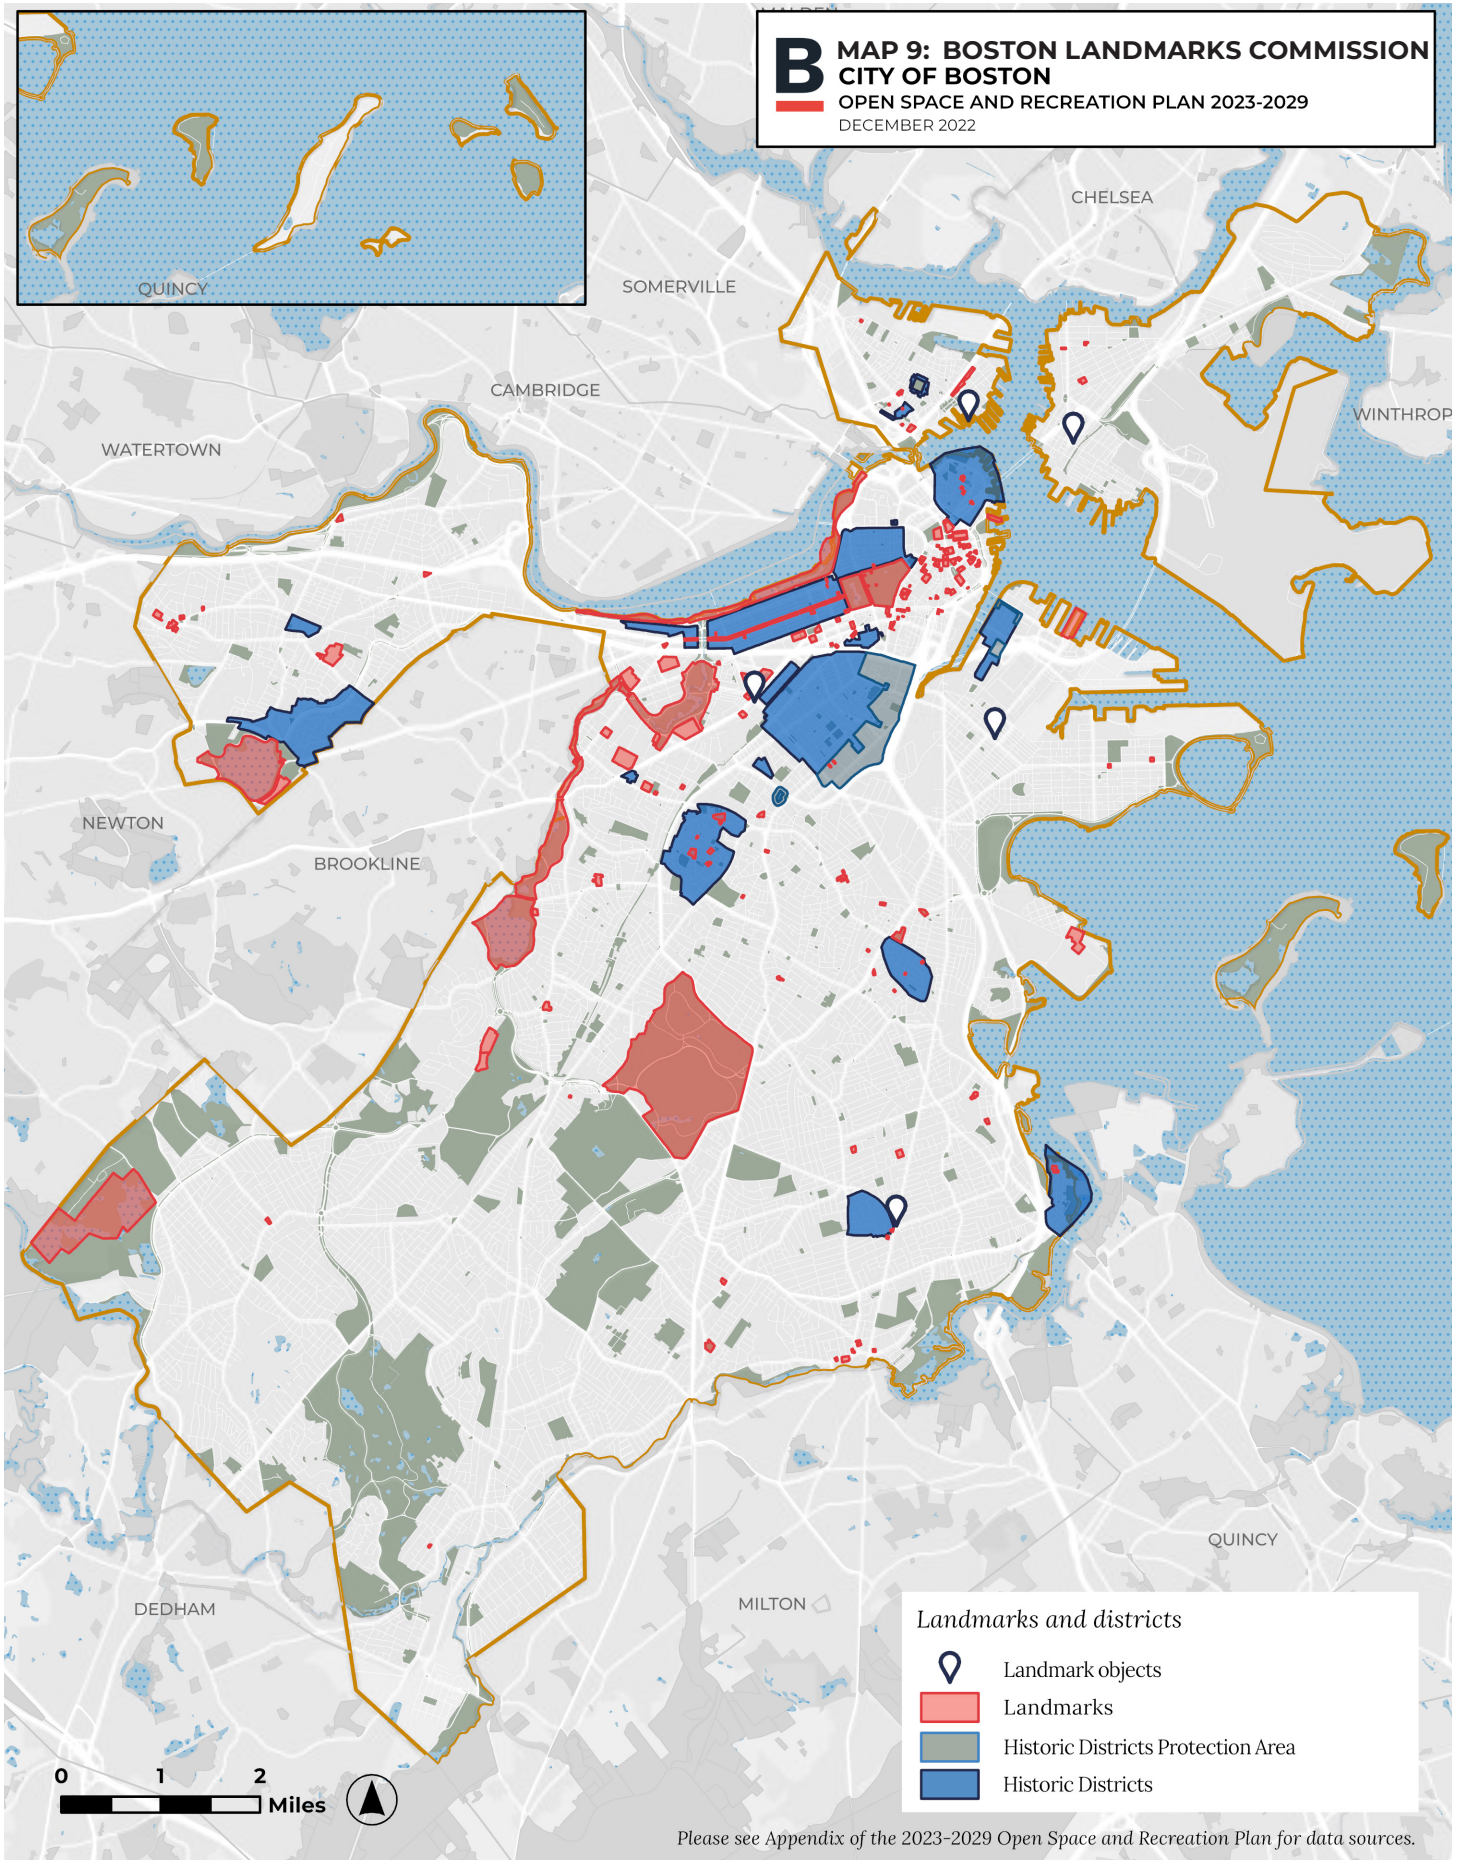 MALDEN
B
MAP 9: BOSTON LANDMARKS COMMISSION
CITY OF BOSTON
OPEN SPACE AND RECREATION PLAN 2023-2029
DECEMBER 2022
QUINCY
CHELSEA
SOMERVILLE
CAMBRIDGE
WINTHROP
WATERTOWN
NEWTON
BROOKLINE
QUINCY
DEDHAM
MILTON
Landmarks and districts
Landmark objects
Landmarks
Historic Districts Protection Area
Historic Districts
0 1 2
Miles
Please see Appendix of the 2023-2029 Open Space and Recreation Plan for data sources.